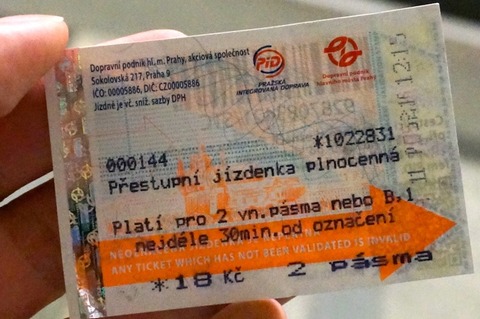 Dopravní podnik hl. m. Prahy, akciová společnost
Sokolovská 217, Praha 9
IČO: 00005886, DIČ: CZ00005886
Jízdné je vč. sníž. sazby DPH
PID
PRAŽSKÁ
INTEGROVANÁ DOPRAVA
Dopravní podnik
hlavního města Prahy
*1022831
000144
Přestupní jízdenka plnocenná
Platí pro 2 vn.pásma nebo B,1
nejdéle 30min.od označení
ANY TICKET WHICH HAS NOT BEEN VALIDATED IS INVALID
*18 Kč 2 pásma
12:15